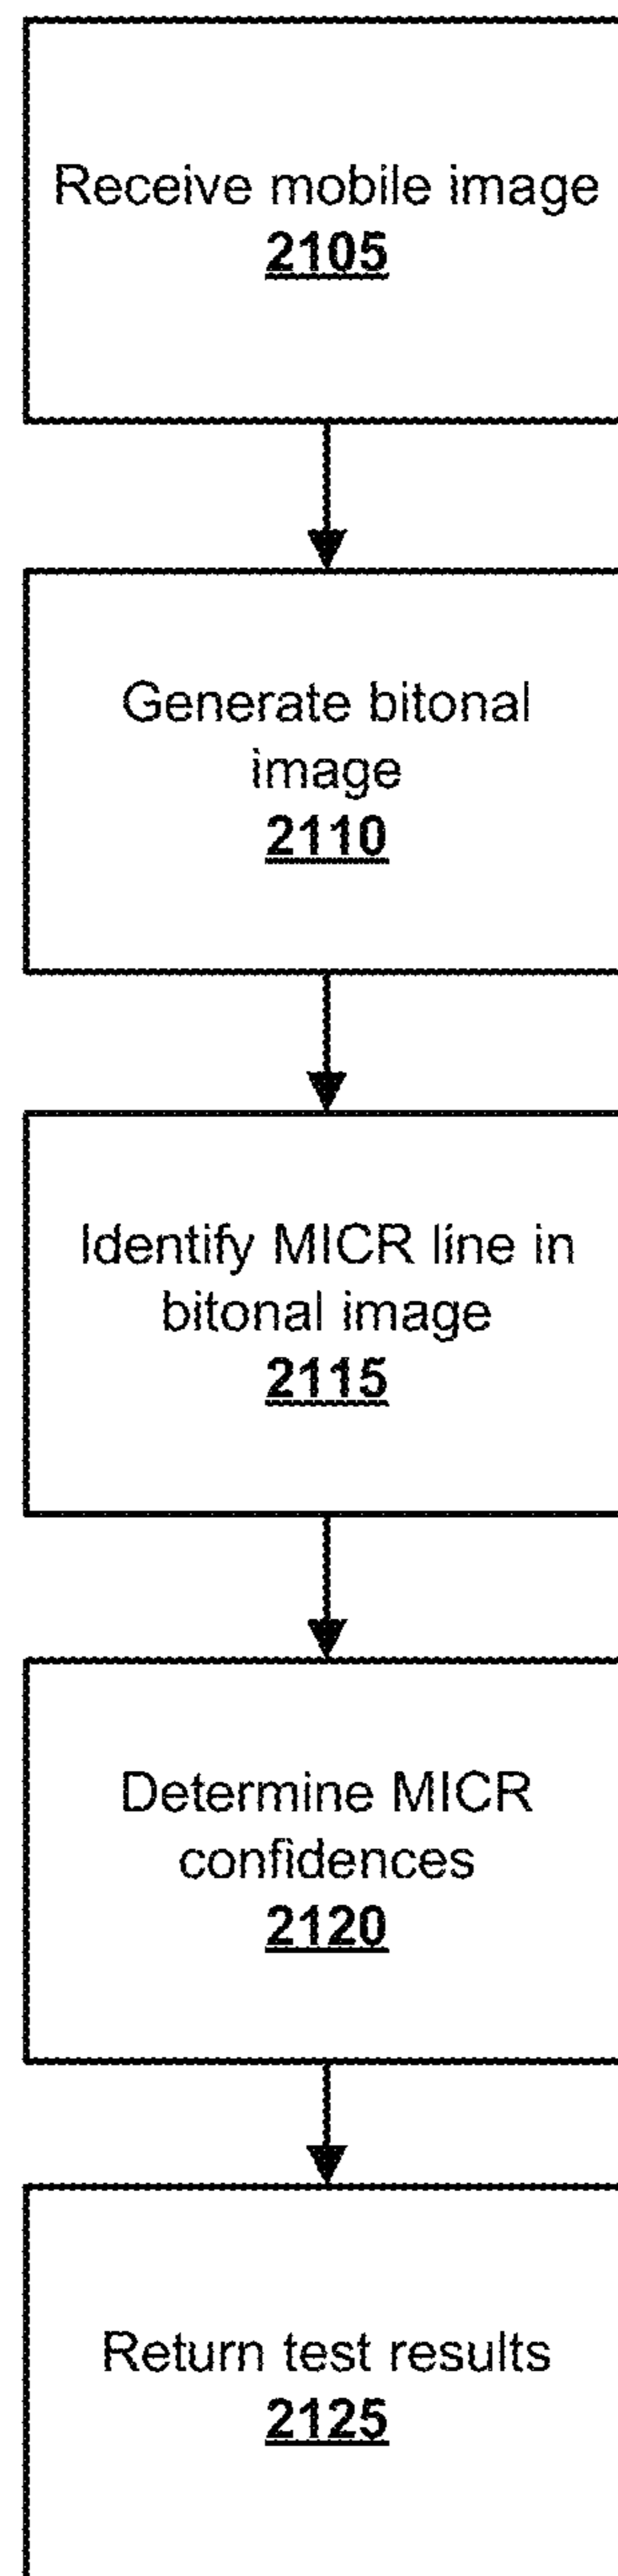 Receive mobile image
2105
Generate bitonal
image
2110
Identify MICR line in
bitonal image
2115
Determine MICR
confidences
2120
Return test results
2125